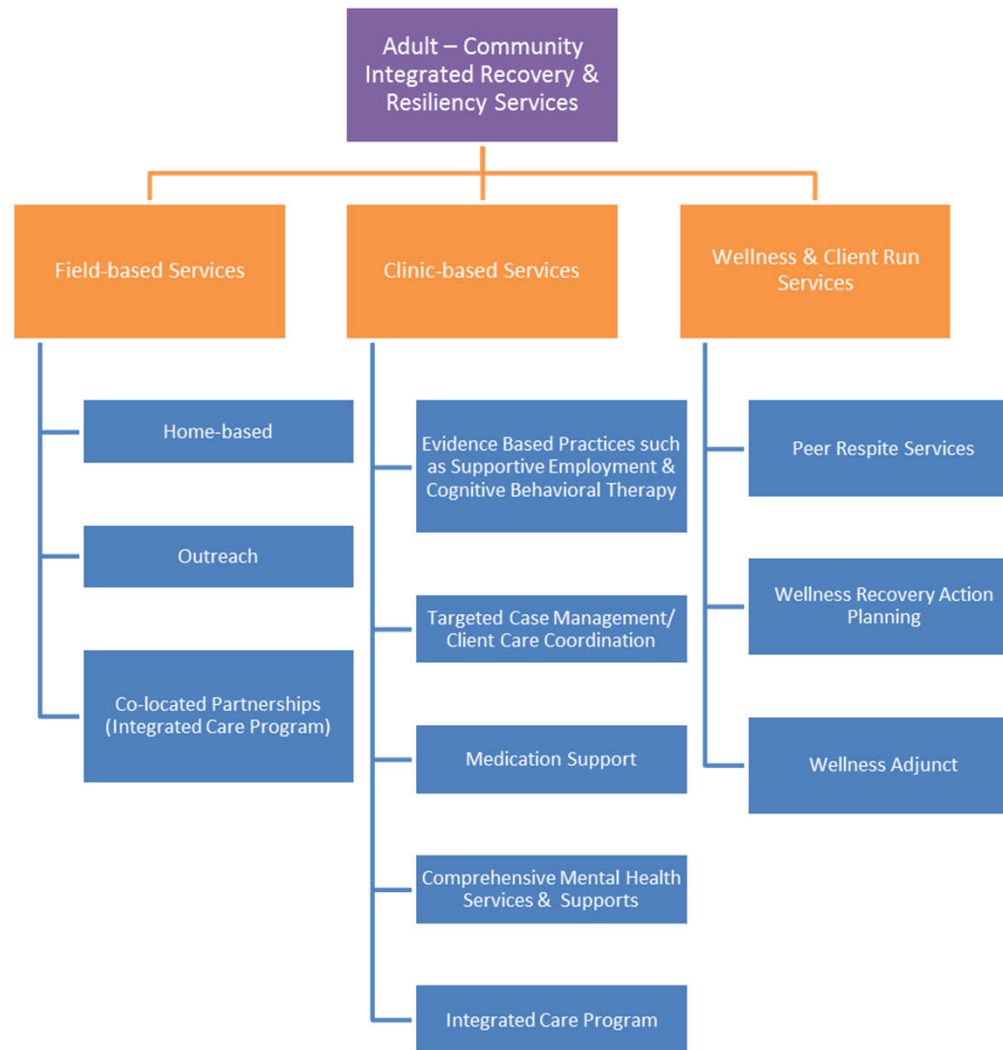 Adult – Community
Integrated Recovery &
Resiliency Services
Field-based Services
Clinic-based Services
Wellness & Client Run
Services
Home-based
Outreach
Co-located Partnerships
(Integrated Care Program)
Evidence Based Practices such
as Supportive Employment &
Cognitive Behavioral Therapy
Targeted Case Management/
Client Care Coordination
Medication Support
Comprehensive Mental Health
Services & Supports
Integrated Care Program
Peer Respite Services
Wellness Recovery Action
Planning
Wellness Adjunct